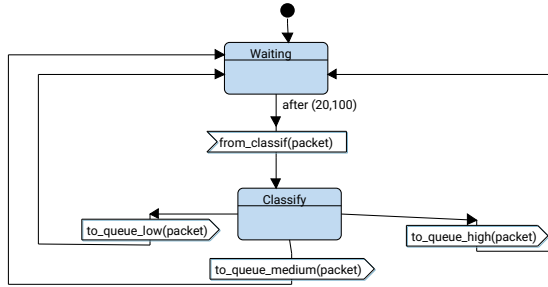 Waiting
after (20,100)
from_classif(packet)
Classify
to_queue_low(packet)
to_queue_high(packet)
to_queue_medium(packet)